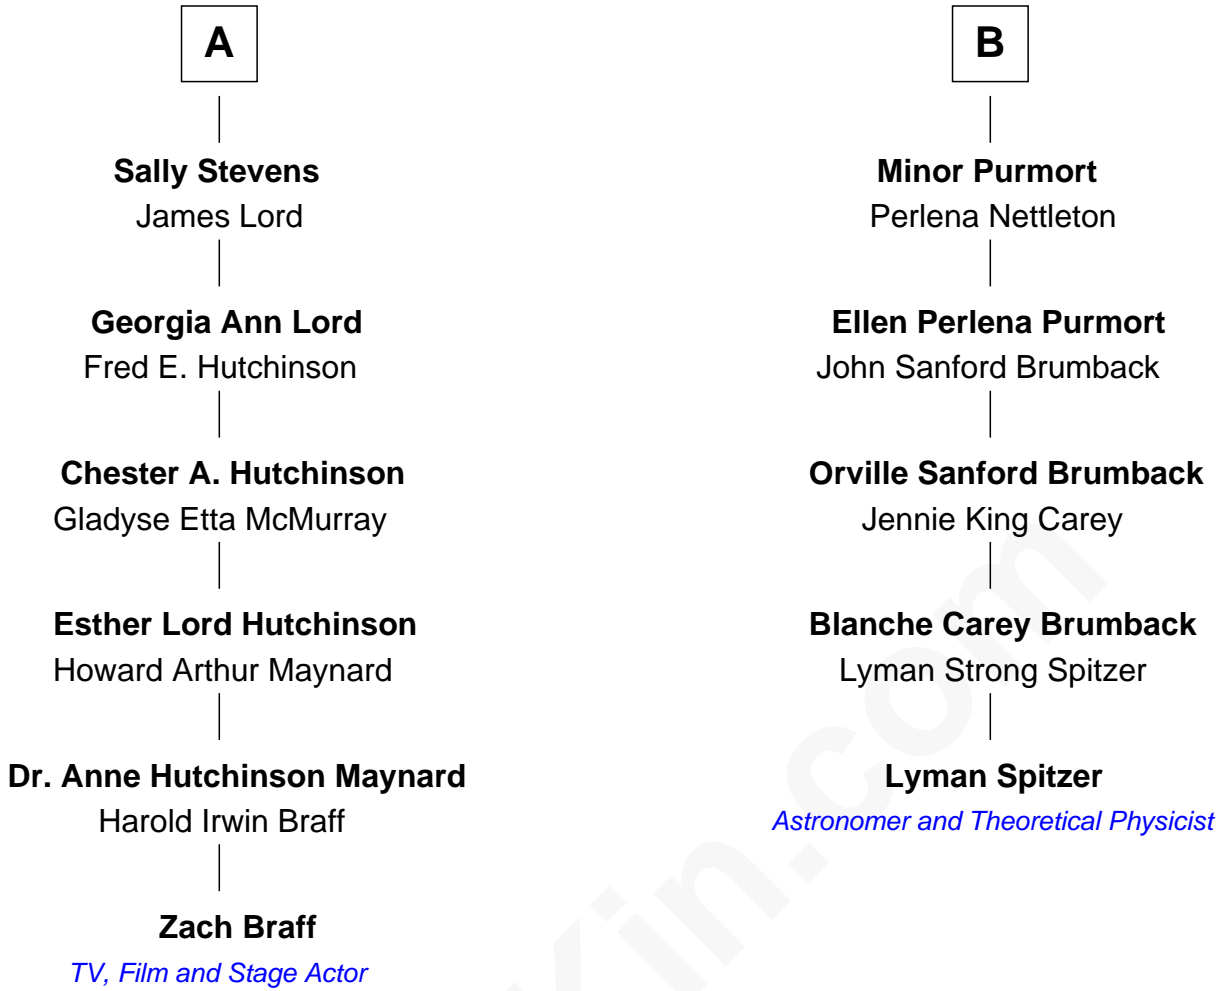 A
Sally Stevens
James Lord
Georgia Ann Lord
Fred E. Hutchinson
Chester A. Hutchinson
Gladyse Etta McMurray
Esther Lord Hutchinson
Howard Arthur Maynard
Dr. Anne Hutchinson Maynard
Harold Irwin Braff
Zach Braff
TV, Film and Stage Actor
B
Minor Purmort
Perlena Nettleton
Ellen Perlena Purmort
John Sanford Brumback
Orville Sanford Brumback
Jennie King Carey
Blanche Carey Brumback
Lyman Strong Spitzer
Lyman Spitzer
Astronomer and Theoretical Physicist